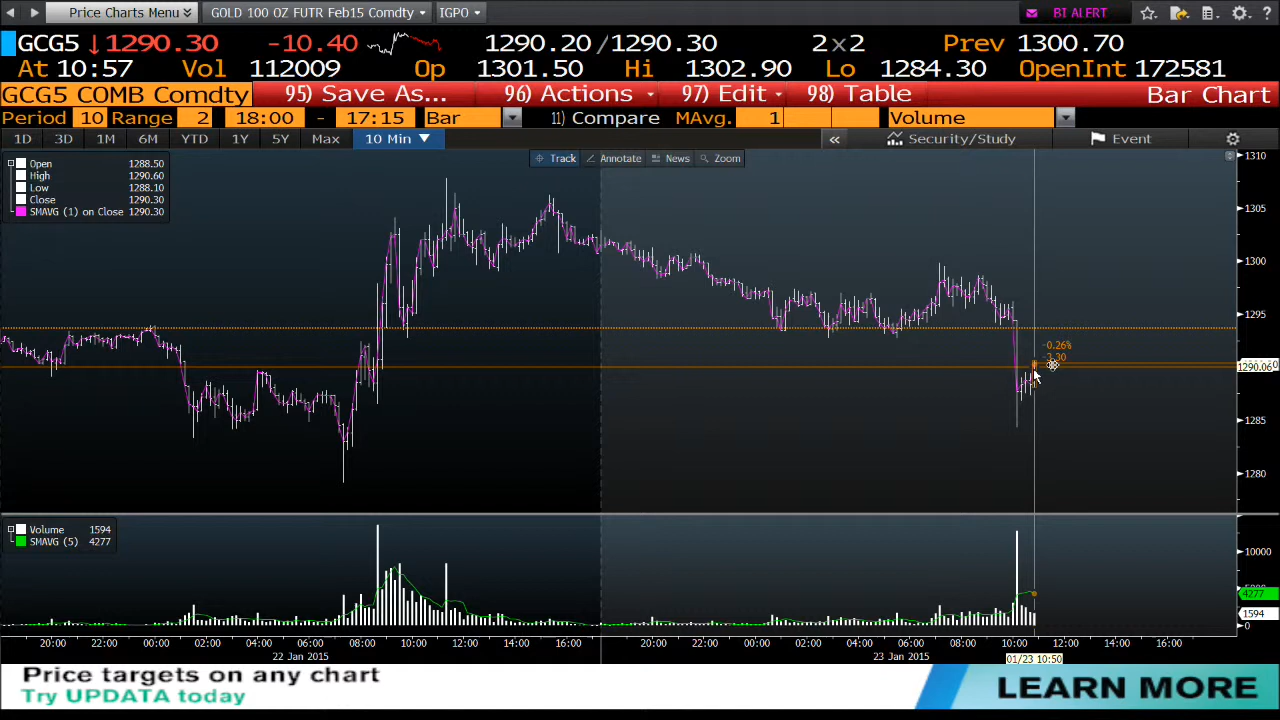 Price Charts Menu GOLD 100 OZ FUTR Feb15 Comdty IGPO BI ALERT
GCG5 ↓1290.30 -10.40 1290.20/1290.30 2x2 Prev 1300.70
At 10:57 Vol 112009 Op 1301.50 Hi 1302.90 Lo 1284.30 OpenInt 172581
GCG5 COMB Comdty 95) Save As... 96) Actions 97) Edit 98) Table Bar Chart
Period 10 Range 2 18:00 - 17:15 Bar 11) Compare MAvg. 1 Volume
1D 3D 1M 6M YTD 1Y 5Y Max 10 Min ▼ « Security/Study Event
Track Annotate News Zoom
Open 1288.50
High 1290.60
Low 1288.10
Close 1290.30
SMAVG (1) on Close 1290.30
1310
1305
1300
1295
-0.26%
-3.30
1290.06
1285
1280
Volume 1594
SMAVG (5) 4277
10000
4277
1594
0
20:00 22:00 00:00 02:00 04:00 06:00 08:00 10:00 12:00 14:00 16:00 20:00 22:00 00:00 02:00 04:00 06:00 08:00 10:00 12:00 14:00 16:00
22 Jan 2015 23 Jan 2015 01/23 10:50
Price targets on any chart
Try UPDATA today
LEARN MORE